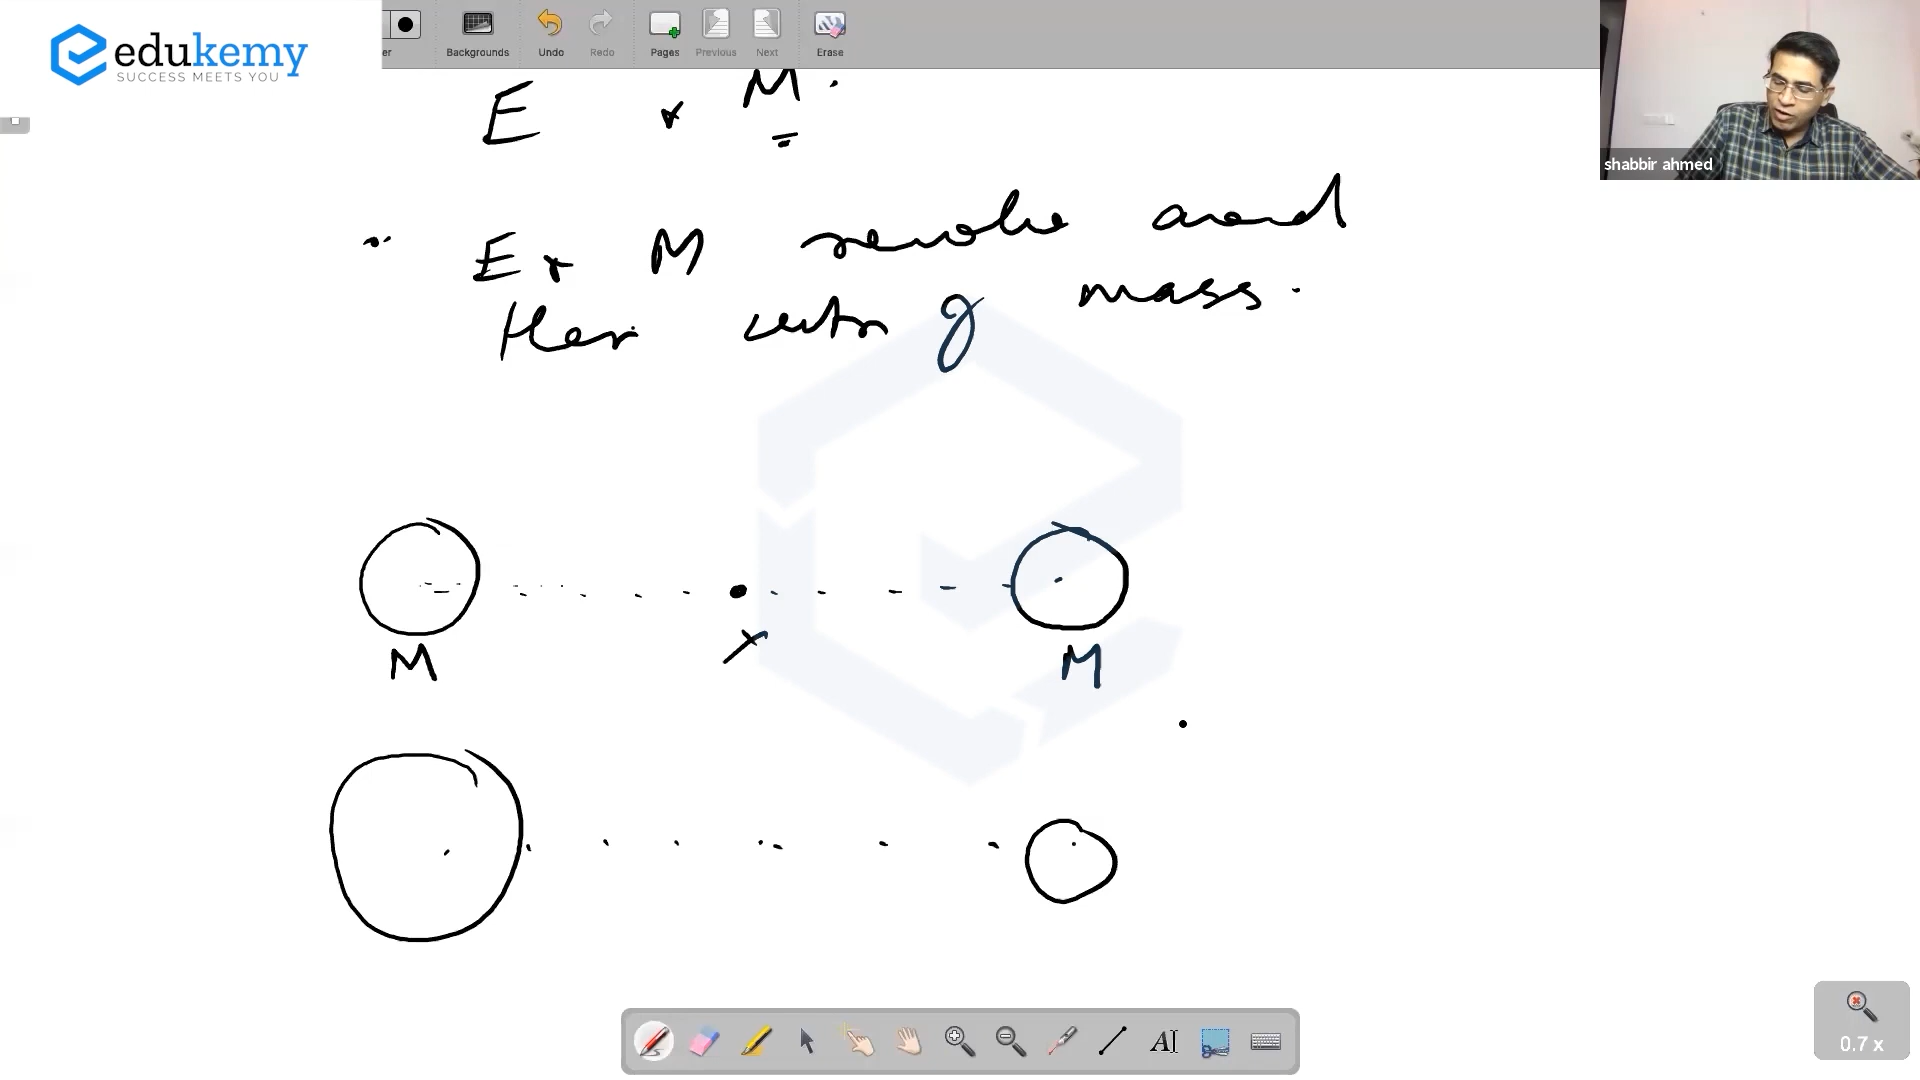 edukemy
SUCCESS MEETS YOU
er
Backgrounds
Undo
Redo
Pages
Previous
Next
Erase
shabbir ahmed
E & M.
E & M revolve around
their centre of mass.
M
M
0.7 x